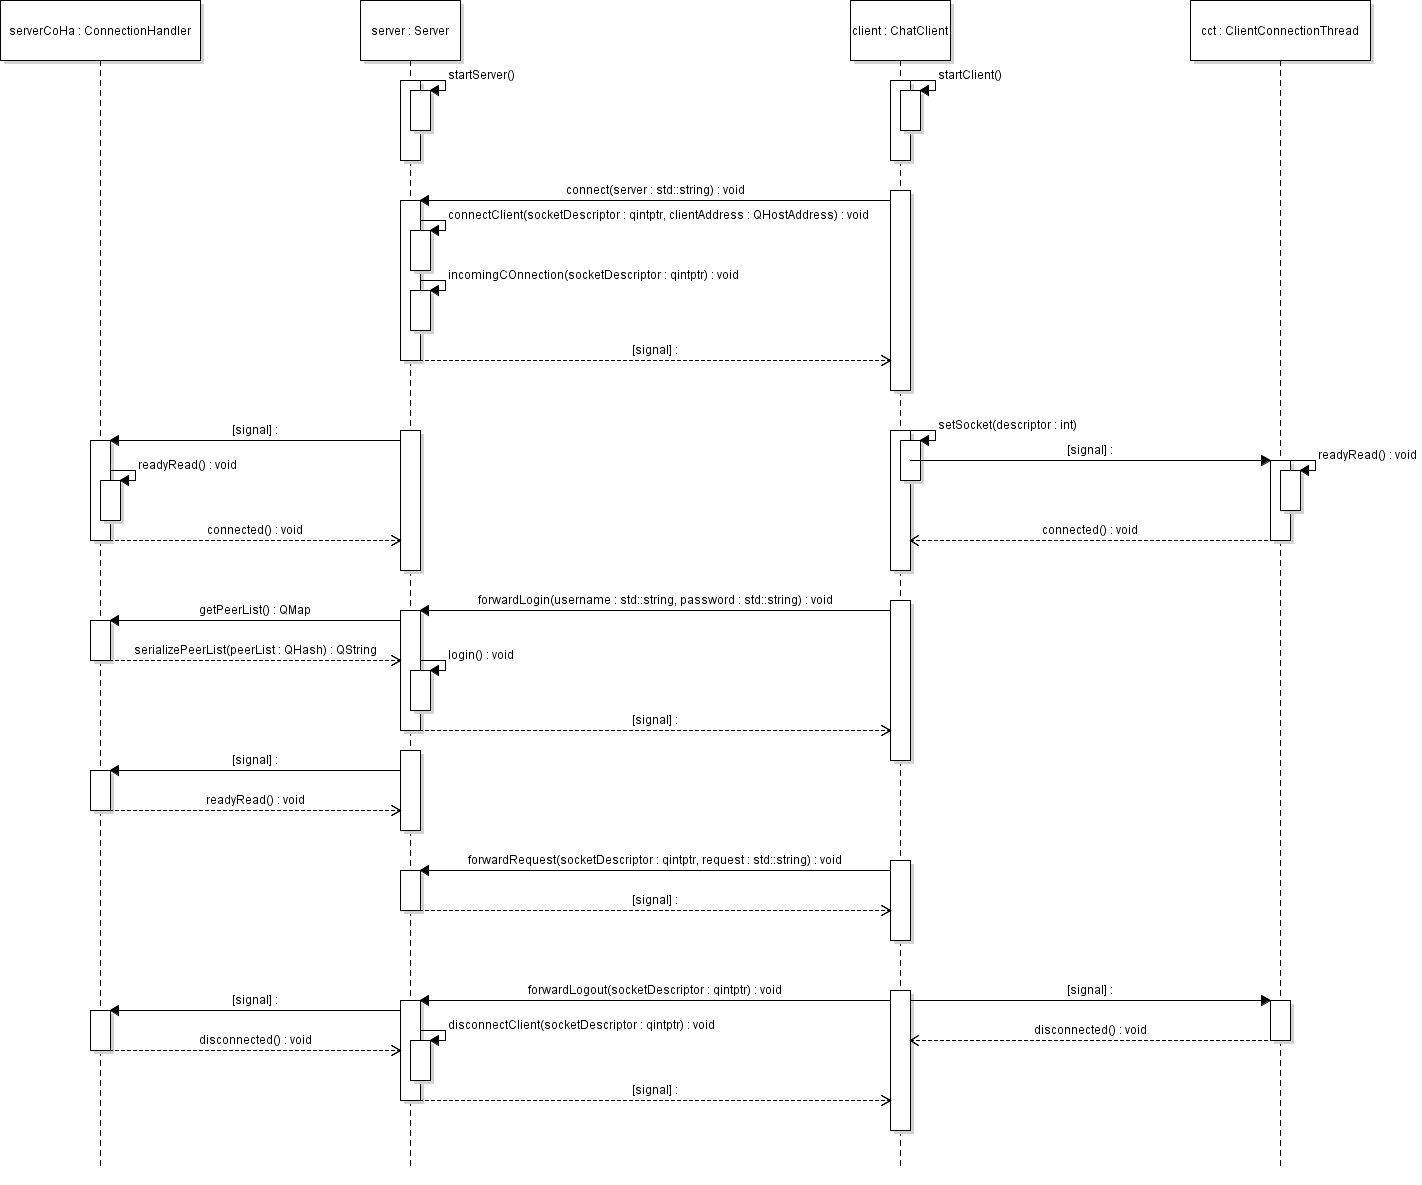 serverCoHa : ConnectionHandler
server : Server
client : ChatClient
cct : ClientConnectionThread
startServer()
startClient()
connect(server : std::string) : void
connectClient(socketDescriptor : qintptr, clientAddress : QHostAddress) : void
incomingCOnnection(socketDescriptor : qintptr) : void
[signal] :
setSocket(descriptor : int)
[signal] :
[signal] :
readyRead() : void
readyRead() : void
connected() : void
connected() : void
forwardLogin(username : std::string, password : std::string) : void
getPeerList() : QMap
serializePeerList(peerList : QHash) : QString
login() : void
[signal] :
[signal] :
readyRead() : void
forwardRequest(socketDescriptor : qintptr, request : std::string) : void
[signal] :
forwardLogout(socketDescriptor : qintptr) : void
[signal] :
[signal] :
disconnectClient(socketDescriptor : qintptr) : void
disconnected() : void
disconnected() : void
[signal] :